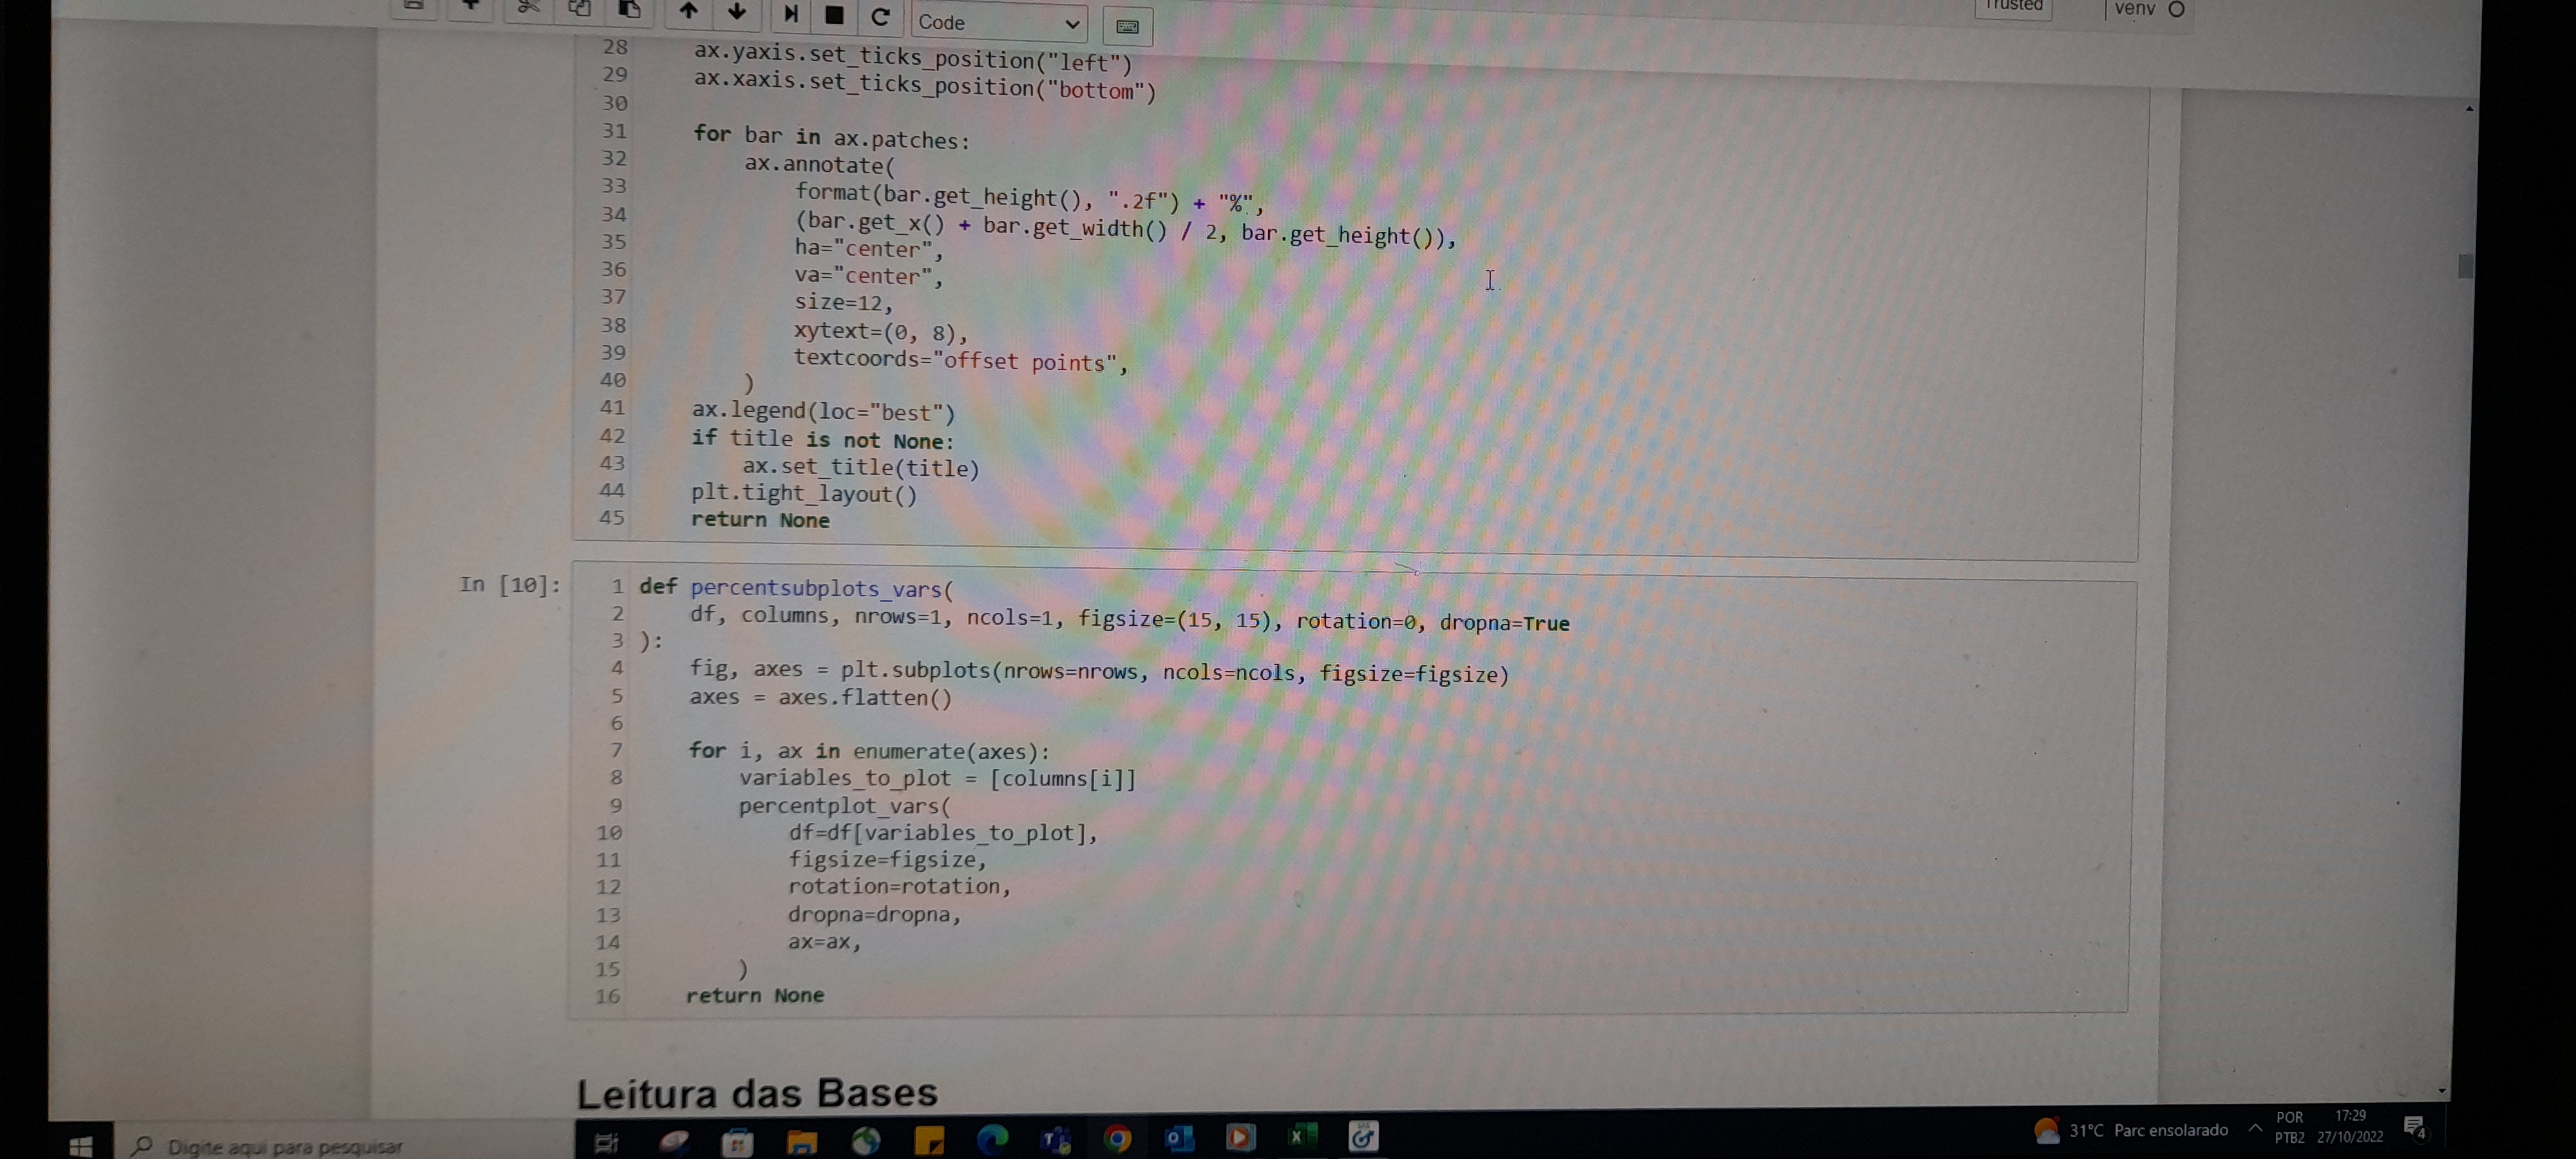 Code
Trusted
venv
28     ax.yaxis.set_ticks_position("left")
29     ax.xaxis.set_ticks_position("bottom")
30
31     for bar in ax.patches:
32         ax.annotate(
33             format(bar.get_height(), ".2f") + "%",
34             (bar.get_x() + bar.get_width() / 2, bar.get_height()),
35             ha="center",
36             va="center",
37             size=12,
38             xytext=(0, 8),
39             textcoords="offset points",
40         )
41     ax.legend(loc="best")
42     if title is not None:
43         ax.set_title(title)
44     plt.tight_layout()
45     return None
In [10]:
1 def percentsubplots_vars(
2     df, columns, nrows=1, ncols=1, figsize=(15, 15), rotation=0, dropna=True
3 ):
4     fig, axes = plt.subplots(nrows=nrows, ncols=ncols, figsize=figsize)
5     axes = axes.flatten()
6
7     for i, ax in enumerate(axes):
8         variables_to_plot = [columns[i]]
9         percentplot_vars(
10             df=df[variables_to_plot],
11             figsize=figsize,
12             rotation=rotation,
13             dropna=dropna,
14             ax=ax,
15         )
16     return None
Leitura das Bases
Digite aqui para pesquisar
31°C Parc ensolarado
POR
PTB2
17:29
27/10/2022
4